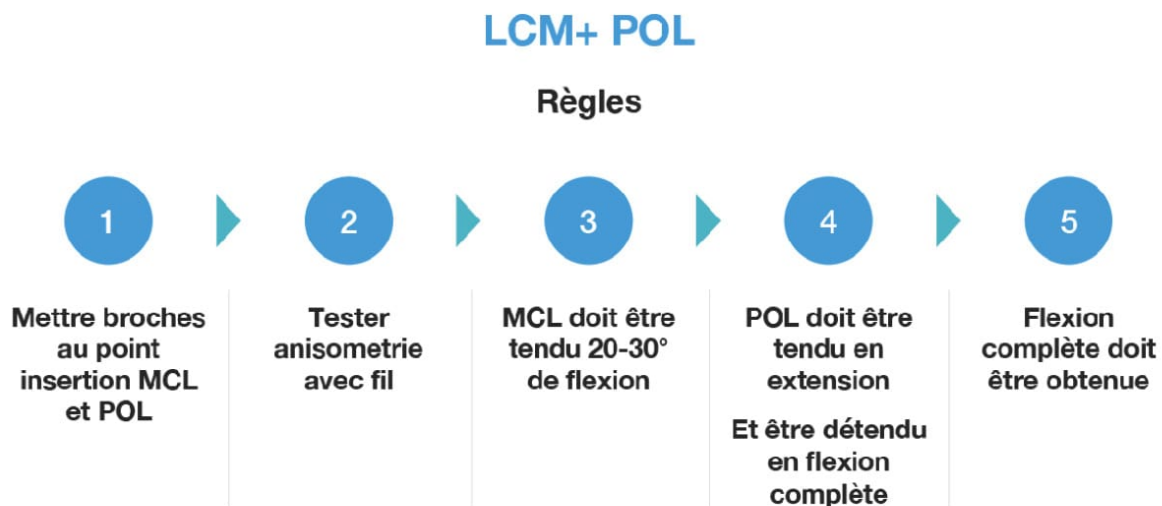 LCM+ POL
Règles
1
Mettre broches
au point
insertion MCL
et POL
2
Tester
anisometrie
avec fil
3
MCL doit être
tendu 20-30°
de flexion
4
POL doit être
tendu en
extension
Et être détendu
en flexion
complète
5
Flexion
complète doit
être obtenue